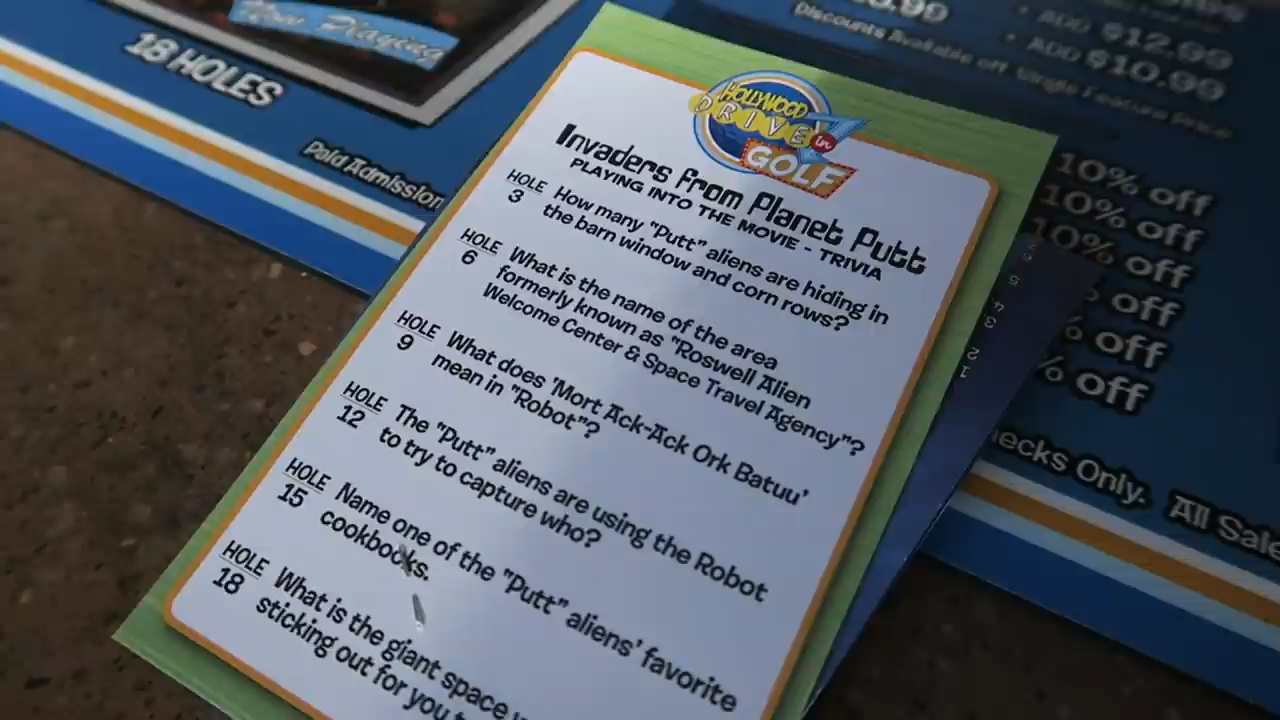 Now Playing
18 HOLES
Paid Admission
Discounts Available off Single Feature Price
• ADD $12.99
• ADD $10.99
10% off
10% off
10% off
% off
% off
% off
Checks Only. All Sale
HOLLYWOOD
DRIVE in
GOLF
Invaders from Planet Putt
PLAYING INTO THE MOVIE - TRIVIA
HOLE 3 How many "Putt" aliens are hiding in
the barn window and corn rows?
HOLE 6 What is the name of the area
formerly known as "Roswell Alien
Welcome Center & Space Travel Agency"?
HOLE 9 What does 'Mort Ack-Ack Ork Batuu'
mean in "Robot"?
HOLE 12 The "Putt" aliens are using the Robot
to try to capture who?
HOLE 15 Name one of the "Putt" aliens' favorite
cookbooks.
HOLE 18 What is the giant space
sticking out for you